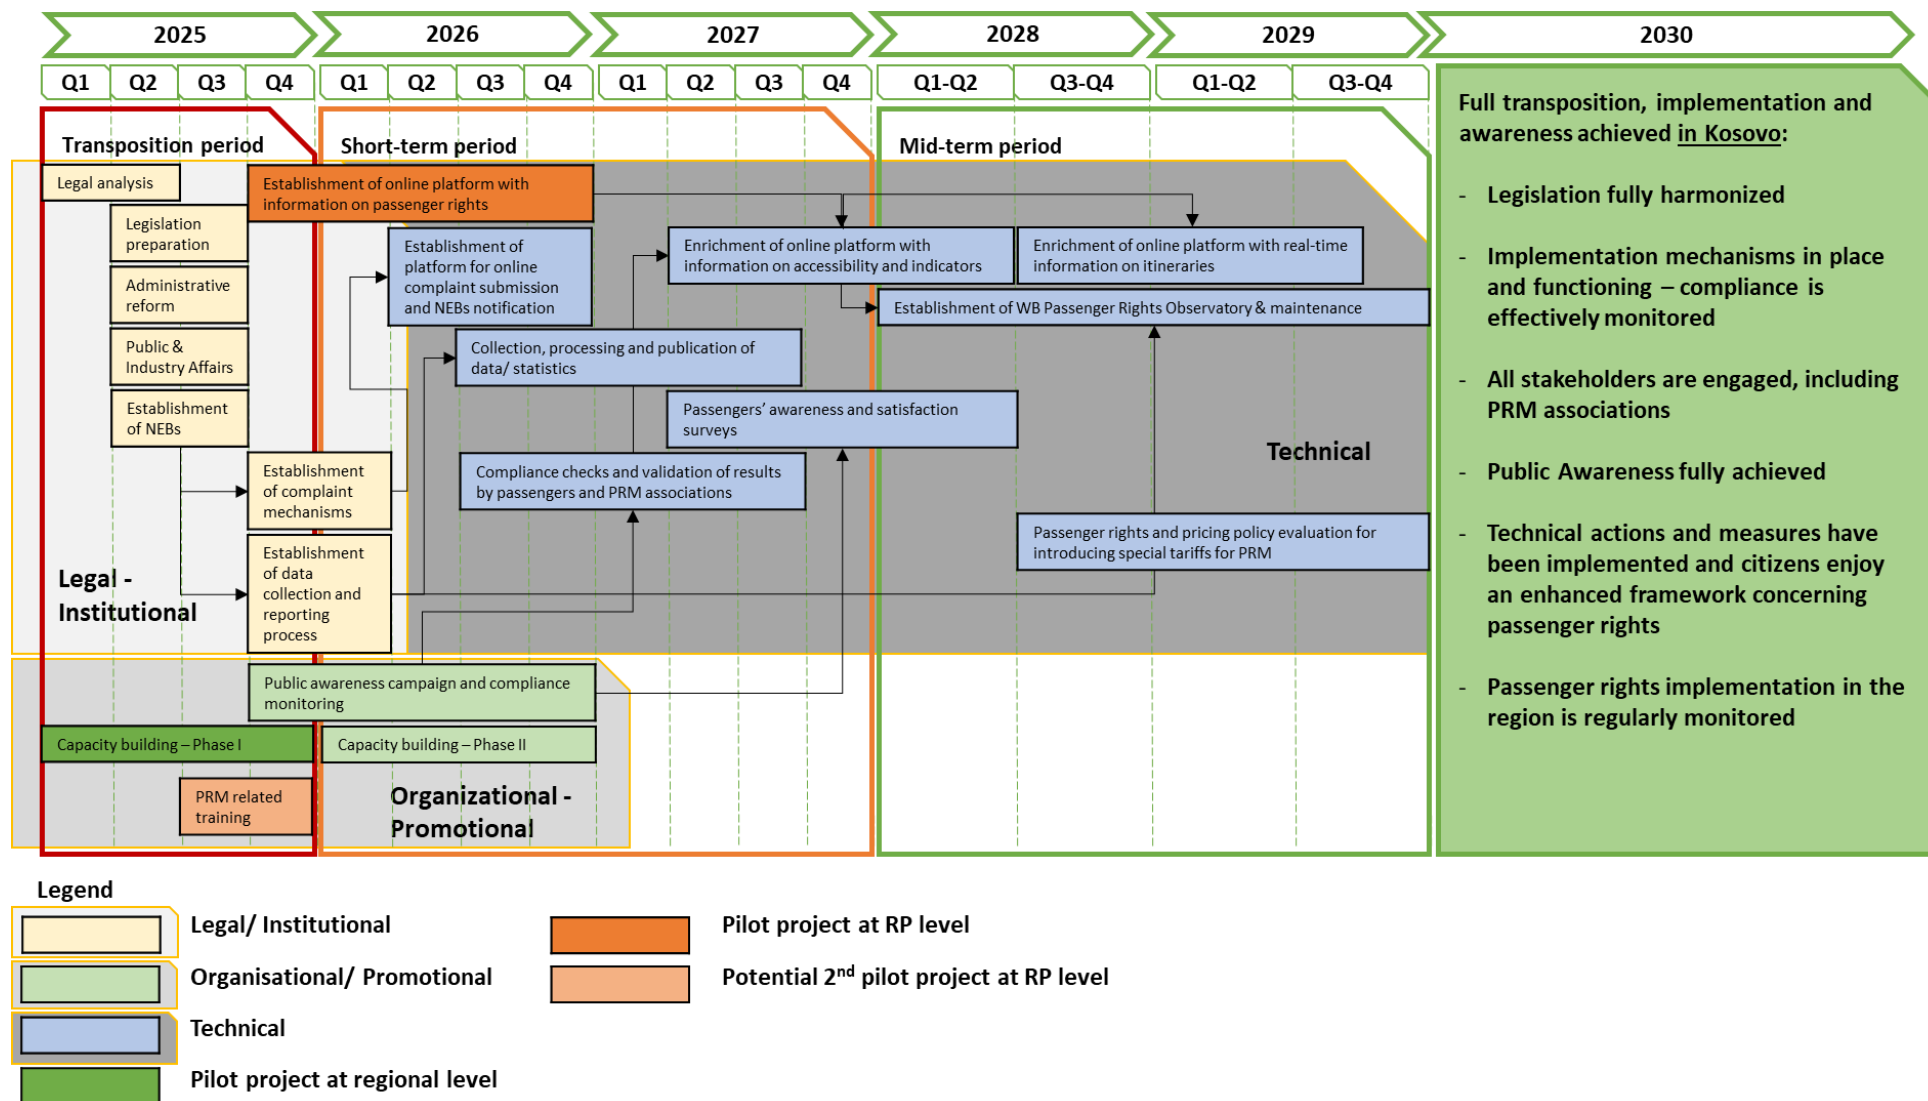 2025
2026
2027
2028
2029
2030
Q1
Q2
Q3
Q4
Q1
Q2
Q3
Q4
Q1
Q2
Q3
Q4
Q1-Q2
Q3-Q4
Q1-Q2
Q3-Q4
Transposition period
Short-term period
Mid-term period
Legal analysis
Legislation
preparation
Administrative
reform
Public &
Industry Affairs
Establishment
of NEBs
Establishment
of complaint
mechanisms
Establishment
of data
collection and
reporting
process
Legal -
Institutional
Establishment of online platform with
information on passenger rights
Establishment of
platform for online
complaint submission
and NEBs notification
Collection, processing and publication of
data/ statistics
Compliance checks and validation of results
by passengers and PRM associations
Enrichment of online platform with
information on accessibility and indicators
Enrichment of online platform with real-time
information on itineraries
Establishment of WB Passenger Rights Observatory & maintenance
Passengers’ awareness and satisfaction
surveys
Technical
Passenger rights and pricing policy evaluation for
introducing special tariffs for PRM
Public awareness campaign and compliance
monitoring
Capacity building – Phase I
Capacity building – Phase II
PRM related
training
Organizational -
Promotional
Full transposition, implementation and
awareness achieved in Kosovo:
- Legislation fully harmonized
- Implementation mechanisms in place
and functioning – compliance is
effectively monitored
- All stakeholders are engaged, including
PRM associations
- Public Awareness fully achieved
- Technical actions and measures have
been implemented and citizens enjoy
an enhanced framework concerning
passenger rights
- Passenger rights implementation in the
region is regularly monitored
Legend
Legal/ Institutional
Organisational/ Promotional
Technical
Pilot project at regional level
Pilot project at RP level
Potential 2nd pilot project at RP level